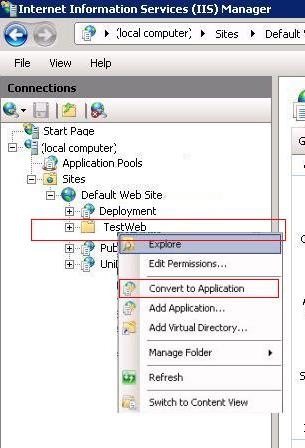 Internet Information Services (IIS) Manager
(local computer) Sites Default W
File View Help
Connections
Start Page
(local computer)
Application Pools
Sites
Default Web Site
Deployment
TestWeb
Explore
Edit Permissions...
Convert to Application
Add Application...
Add Virtual Directory...
Manage Folder
Refresh
Switch to Content View